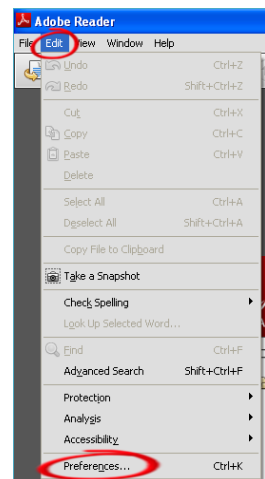 Adobe Reader
File Edit View Window Help
Undo Ctrl+Z
Redo Shift+Ctrl+Z
Cut Ctrl+X
Copy Ctrl+C
Paste Ctrl+V
Delete
Select All Ctrl+A
Deselect All Shift+Ctrl+A
Copy File to Clipboard
Take a Snapshot
Check Spelling
Look Up Selected Word...
Find Ctrl+F
Advanced Search Shift+Ctrl+F
Protection
Analysis
Accessibility
Preferences... Ctrl+K